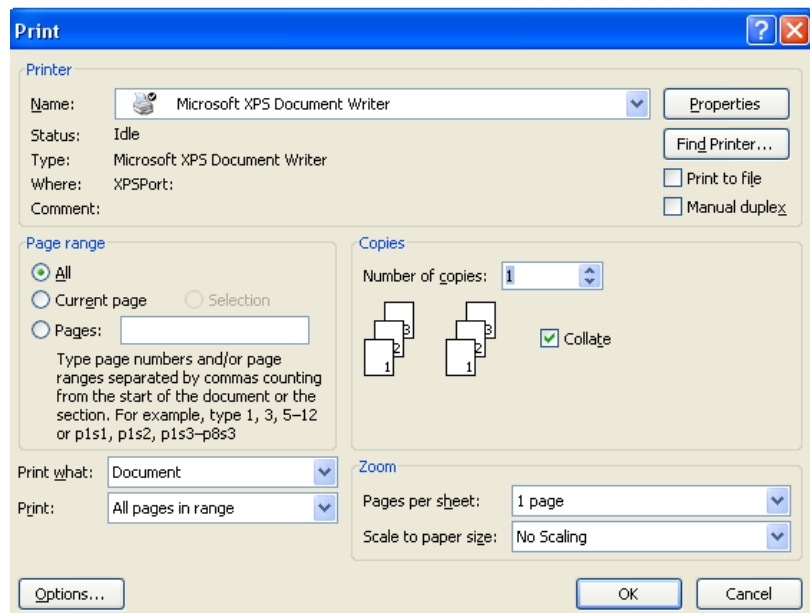 Print
Printer
Name: Microsoft XPS Document Writer Properties
Status: Idle Find Printer...
Type: Microsoft XPS Document Writer
Where: XPSPort: Print to file
Comment: Manual duplex
Page range
All
Current page Selection
Pages:
Type page numbers and/or page
ranges separated by commas counting
from the start of the document or the
section. For example, type 1, 3, 5–12
or p1s1, p1s2, p1s3–p8s3
Copies
Number of copies: 1
3 3
2 2
1 1
Collate
Print what: Document
Print: All pages in range
Zoom
Pages per sheet: 1 page
Scale to paper size: No Scaling
Options... OK Cancel